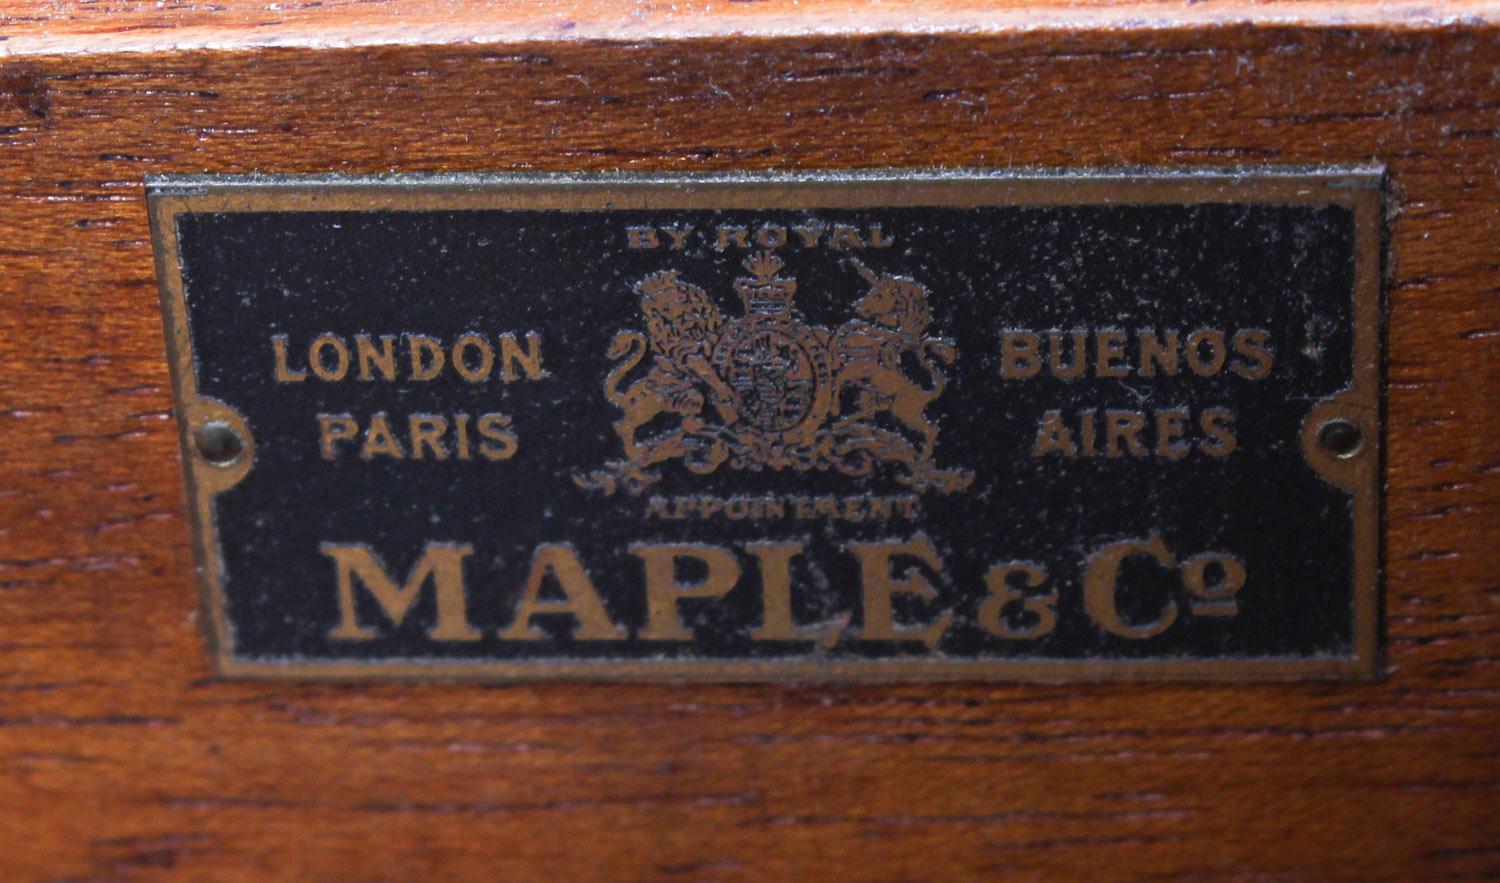 BY ROYAL
LONDON
PARIS
BUENOS
AIRES
APPOINTMENT
MAPLE & Co